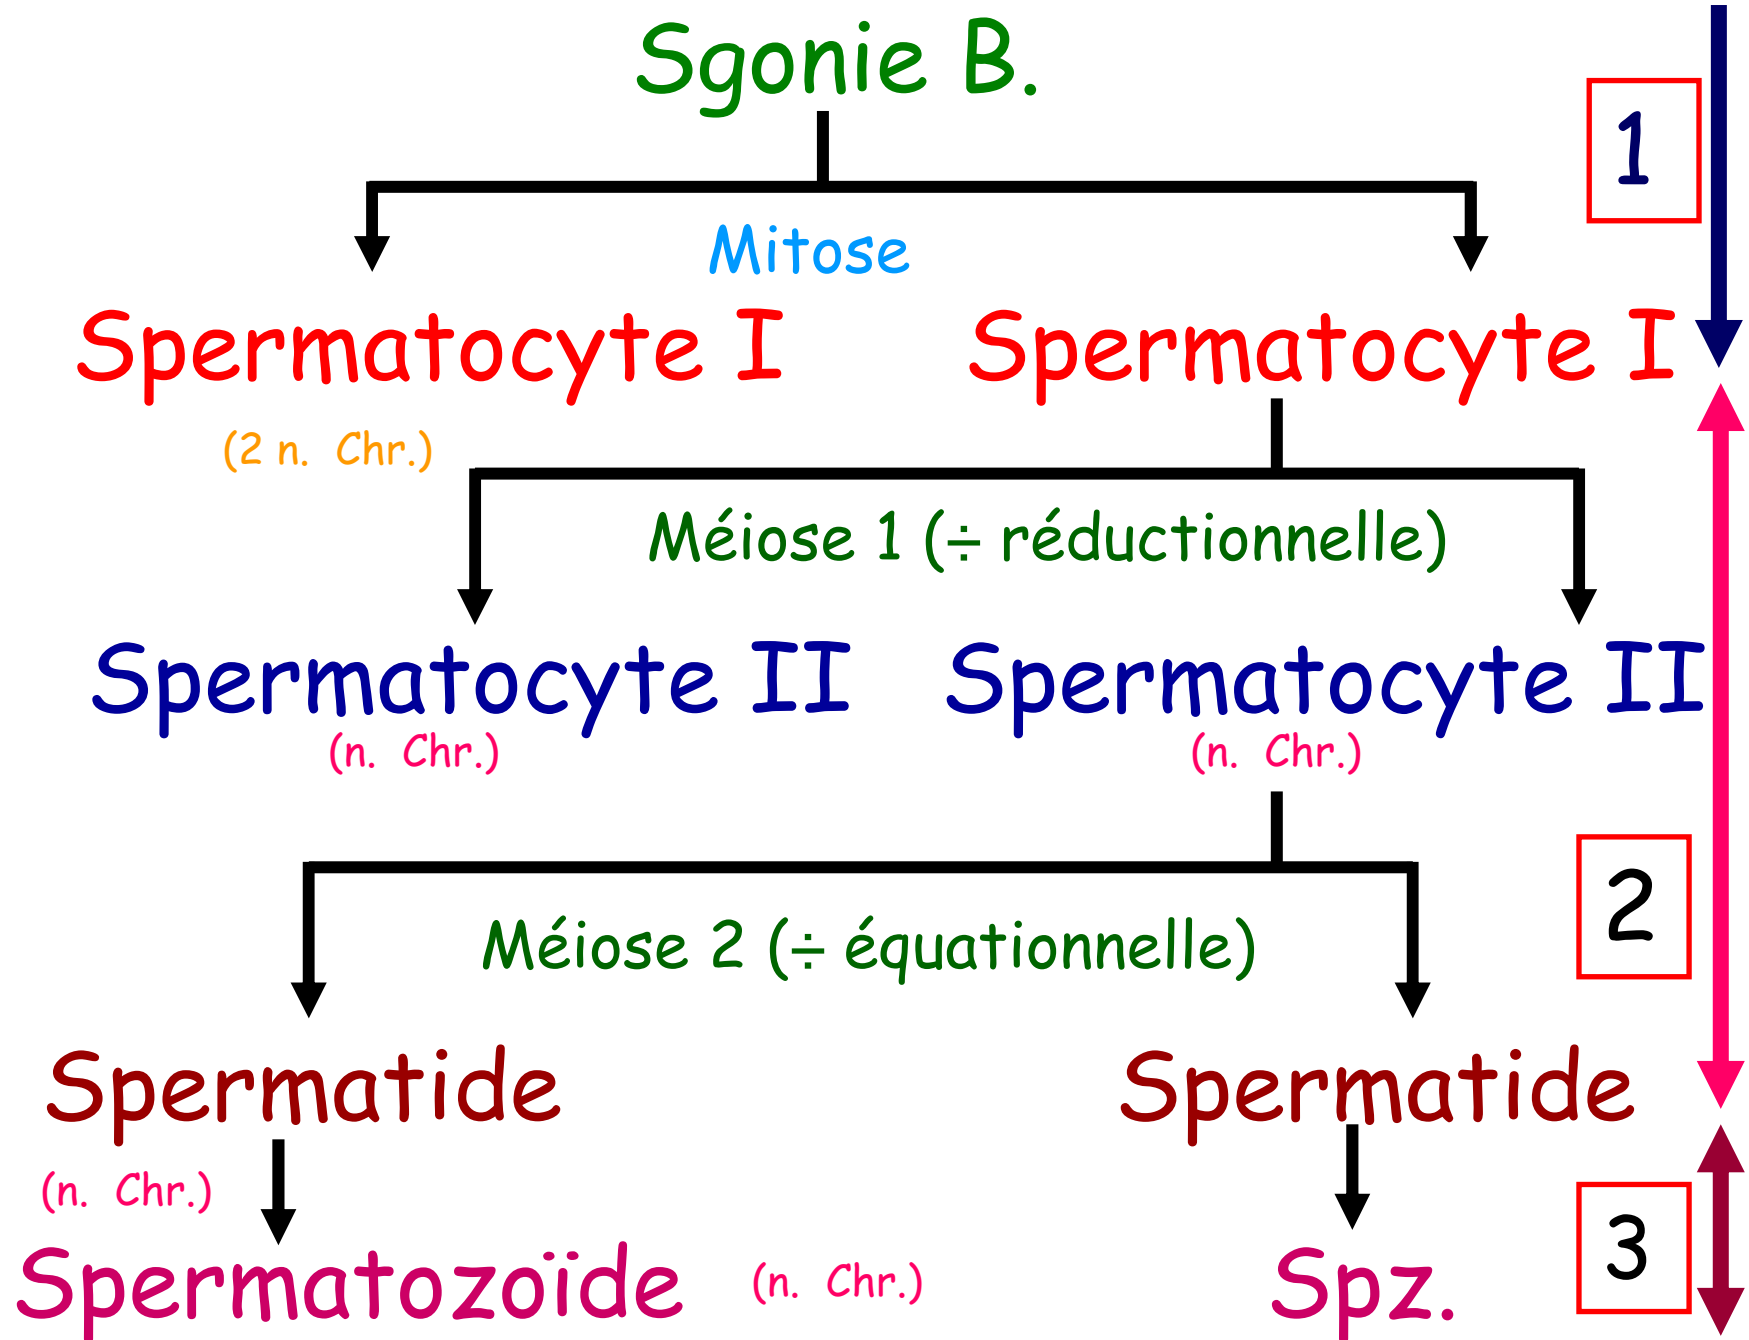 Sgonie B.
1
Mitose
Spermatocyte I Spermatocyte I
(2 n. Chr.)
Méiose 1 (÷ réductionnelle)
Spermatocyte II Spermatocyte II
(n. Chr.) (n. Chr.)
2
Méiose 2 (÷ équationnelle)
Spermatide Spermatide
(n. Chr.)
3
Spermatozoïde (n. Chr.) Spz.